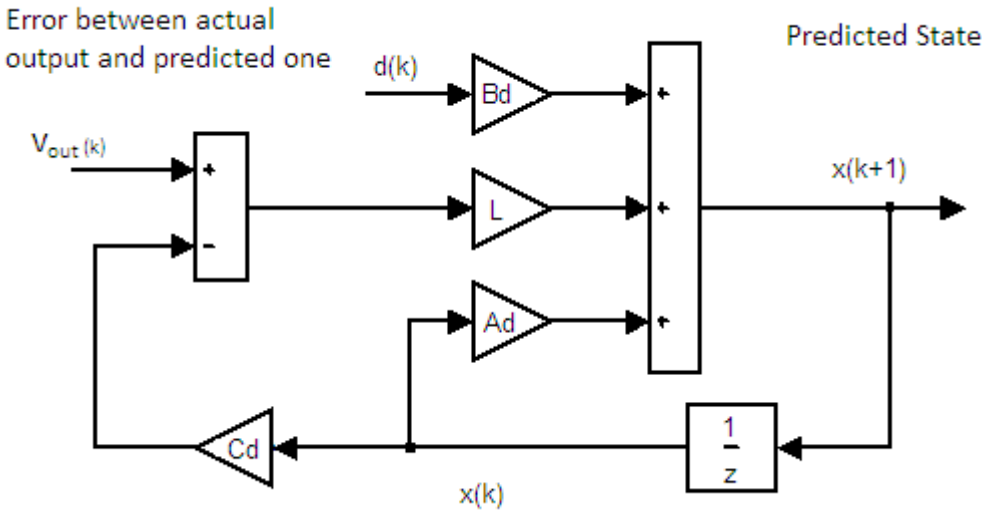 Error between actual
output and predicted one
Predicted State
d(k)
Bd
+
Vout (k)
+
x(k+1)
L
+
-
Ad
+
1
z
Cd
x(k)